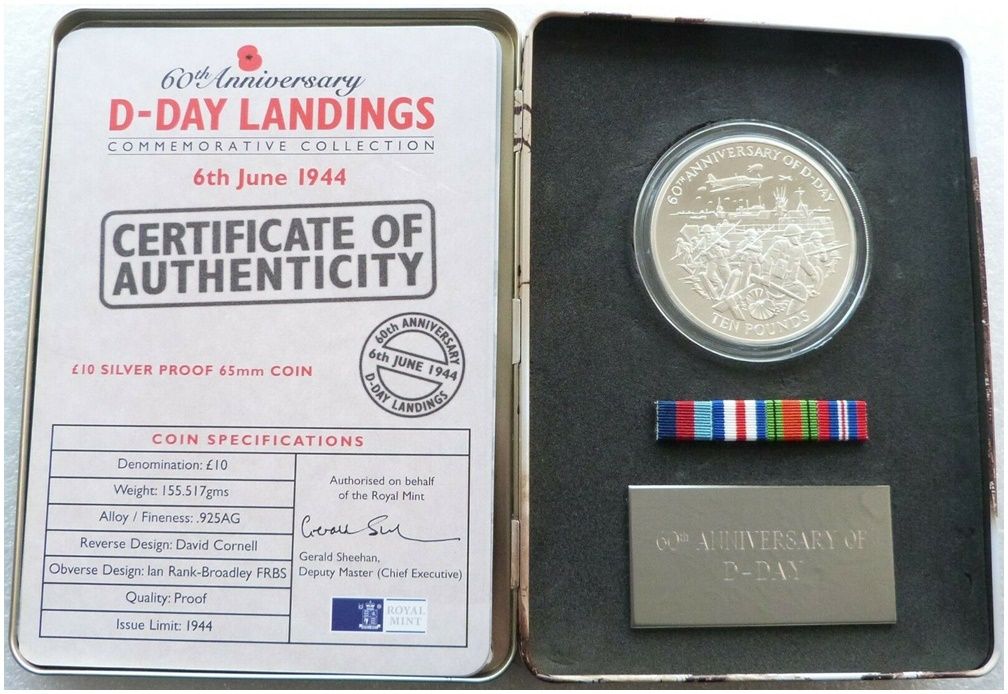 60th Anniversary
D-DAY LANDINGS
COMMEMORATIVE COLLECTION
6th June 1944
CERTIFICATE OF
AUTHENTICITY
60th ANNIVERSARY
6th JUNE 1944
D-DAY LANDINGS
£10 SILVER PROOF 65mm COIN
COIN SPECIFICATIONS
Denomination: £10
Weight: 155.517gms
Alloy / Fineness: .925AG
Reverse Design: David Cornell
Obverse Design: Ian Rank-Broadley FRBS
Quality: Proof
Issue Limit: 1944
Authorised on behalf
of the Royal Mint
Gerald Sheehan,
Deputy Master (Chief Executive)
ROYAL
MINT
60TH ANNIVERSARY OF D-DAY
TEN POUNDS
60th ANNIVERSARY OF
D-DAY